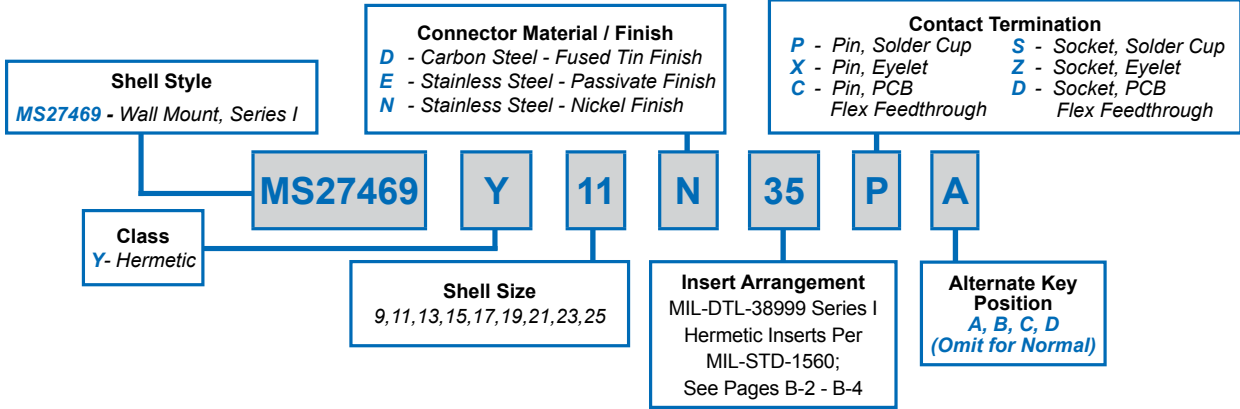 Shell Style
MS27469 - Wall Mount, Series I
Connector Material / Finish
D - Carbon Steel - Fused Tin Finish
E - Stainless Steel - Passivate Finish
N - Stainless Steel - Nickel Finish
Contact Termination
P - Pin, Solder Cup
X - Pin, Eyelet
C - Pin, PCB
Flex Feedthrough
S - Socket, Solder Cup
Z - Socket, Eyelet
D - Socket, PCB
Flex Feedthrough
MS27469 Y 11 N 35 P A
Class
Y- Hermetic
Shell Size
9,11,13,15,17,19,21,23,25
Insert Arrangement
MIL-DTL-38999 Series I
Hermetic Inserts Per
MIL-STD-1560;
See Pages B-2 - B-4
Alternate Key
Position
A, B, C, D
(Omit for Normal)